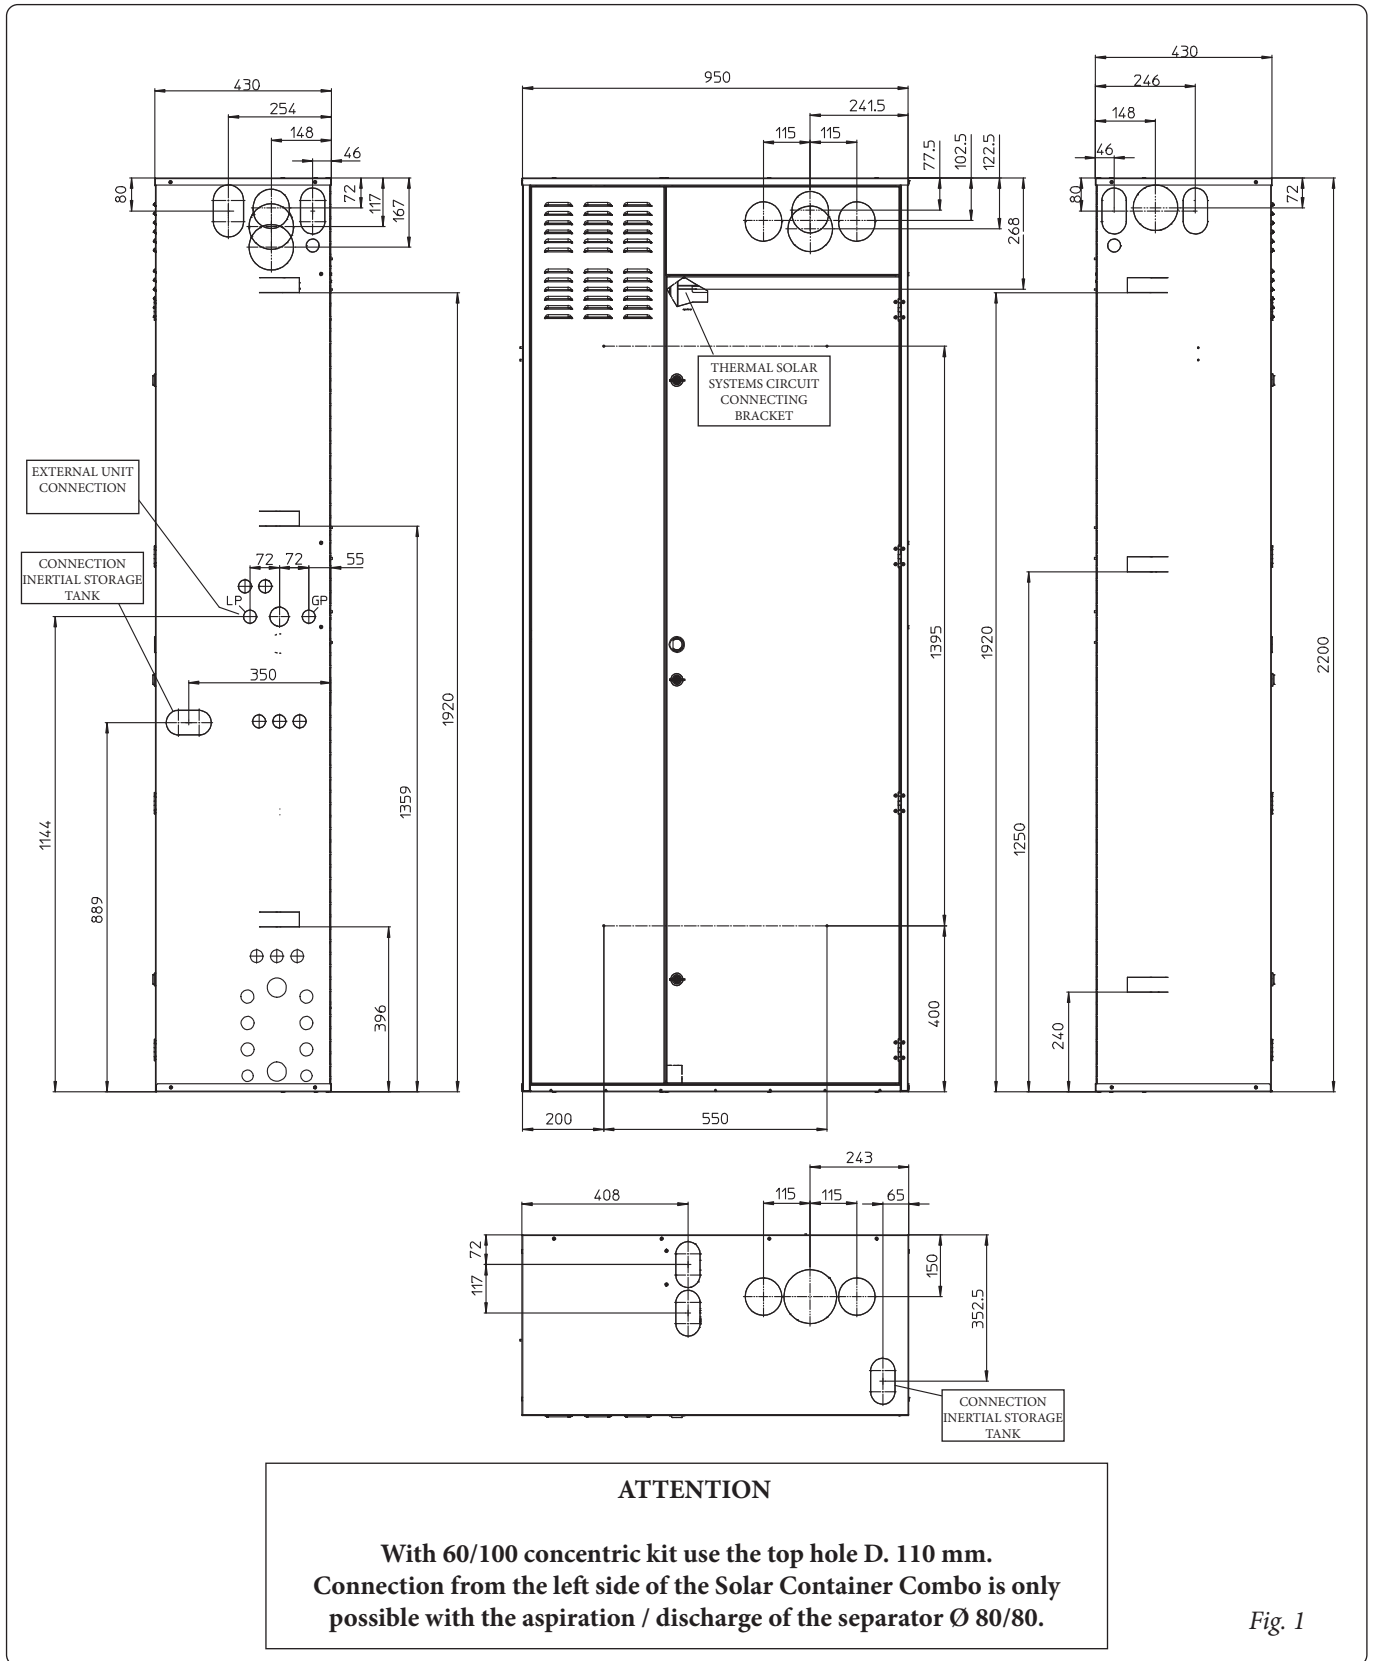 430
254
148
46
80
72
117
167
EXTERNAL UNIT
CONNECTION
CONNECTION
INERTIAL STORAGE
TANK
72
72
55
LP
GP
350
1920
1359
1144
889
396
950
241.5
115
115
77.5
102.5
122.5
268
THERMAL SOLAR
SYSTEMS CIRCUIT
CONNECTING
BRACKET
1395
400
200
550
430
246
148
46
80
72
1920
2200
1250
240
243
408
115
115
65
72
117
150
352.5
CONNECTION
INERTIAL STORAGE
TANK
ATTENTION
With 60/100 concentric kit use the top hole D. 110 mm.
Connection from the left side of the Solar Container Combo is only
possible with the aspiration / discharge of the separator Ø 80/80.
Fig. 1